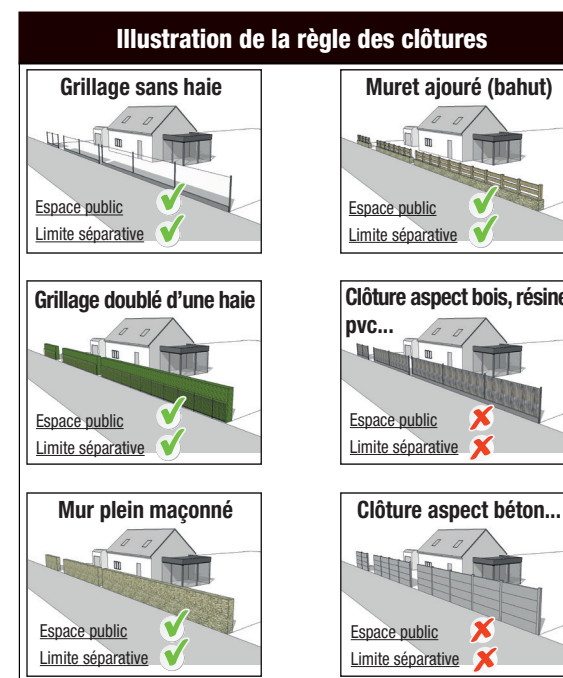 Illustration de la règle des clôtures
Grillage sans haie
Espace public
Limite séparative
Muret ajouré (bahut)
Espace public
Limite séparative
Grillage doublé d'une haie
Espace public
Limite séparative
Clôture aspect bois, résine
pvc...
Espace public
Limite séparative
Mur plein maçonné
Espace public
Limite séparative
Clôture aspect béton...
Espace public
Limite séparative